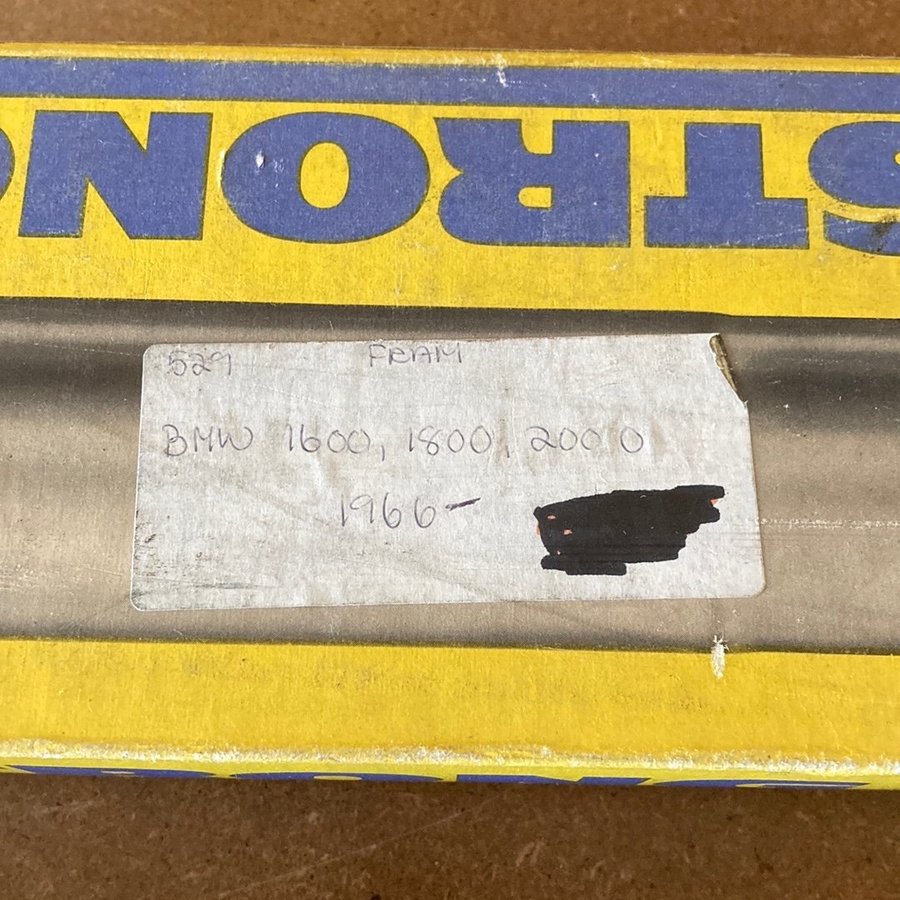 STRON
529 FRAM
BMW 1600, 1800, 2000
1966-